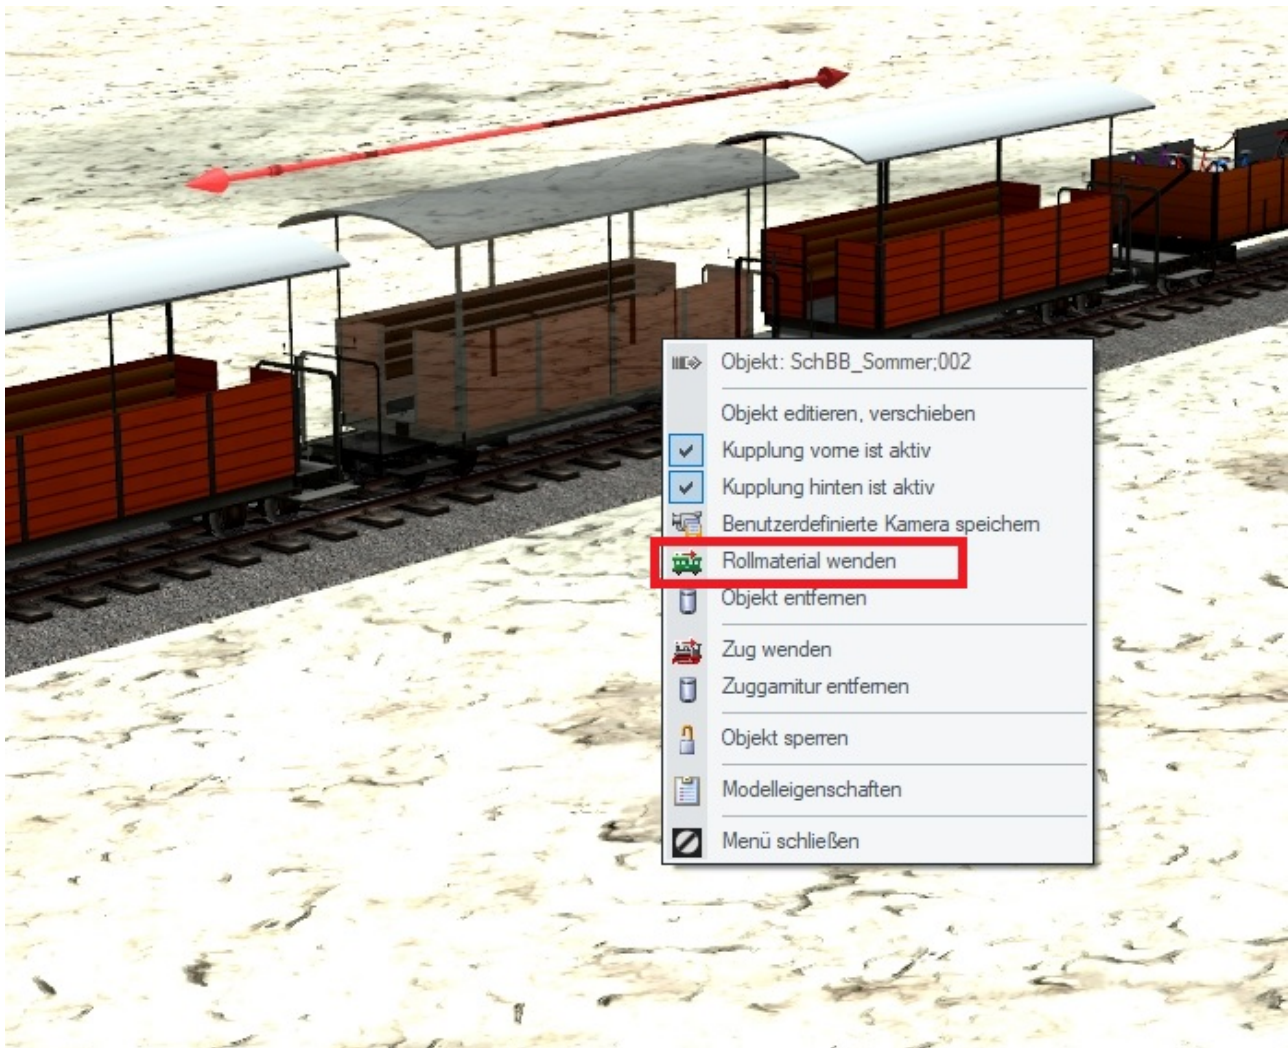 Objekt: SchBB_Sommer;002
Objekt editieren, verschieben
Kupplung vorne ist aktiv
Kupplung hinten ist aktiv
Benutzerdefinierte Kamera speichern
Rollmaterial wenden
Objekt entfernen
Zug wenden
Zuggarnitur entfernen
Objekt sperren
Modelleigenschaften
Menü schließen